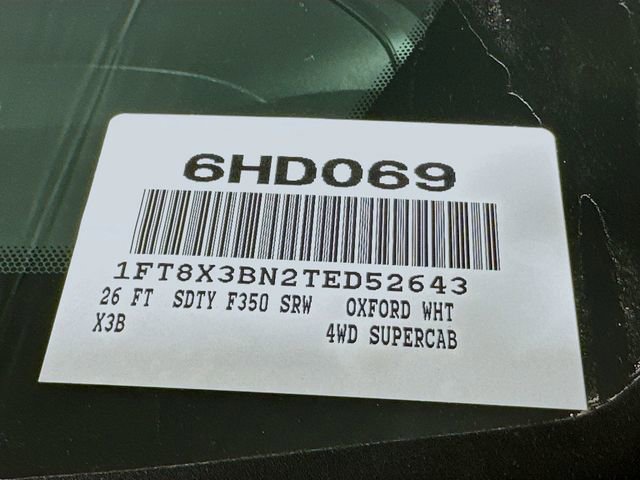 6HD069
1FT8X3BN2TED52643
26 FT SDTY F350 SRW OXFORD WHT
X3B 4WD SUPERCAB